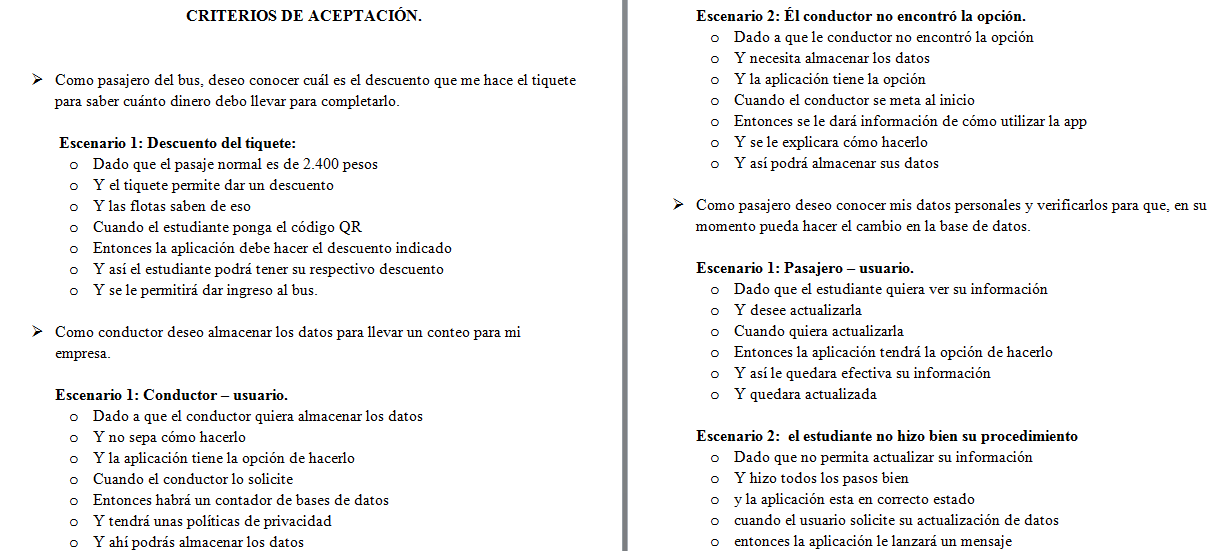 CRITERIOS DE ACEPTACIÓN.
➢ Como pasajero del bus, deseo conocer cuál es el descuento que me hace el tiquete
para saber cuánto dinero debo llevar para completarlo.
Escenario 1: Descuento del tiquete:
o Dado que el pasaje normal es de 2.400 pesos
o Y el tiquete permite dar un descuento
o Y las flotas saben de eso
o Cuando el estudiante ponga el código QR
o Entonces la aplicación debe hacer el descuento indicado
o Y así el estudiante podrá tener su respectivo descuento
o Y se le permitirá dar ingreso al bus.
➢ Como conductor deseo almacenar los datos para llevar un conteo para mi
empresa.
Escenario 1: Conductor – usuario.
o Dado a que el conductor quiera almacenar los datos
o Y no sepa cómo hacerlo
o Y la aplicación tiene la opción de hacerlo
o Cuando el conductor lo solicite
o Entonces habrá un contador de bases de datos
o Y tendrá unas políticas de privacidad
o Y ahí podrás almacenar los datos
Escenario 2: Él conductor no encontró la opción.
o Dado a que le conductor no encontró la opción
o Y necesita almacenar los datos
o Y la aplicación tiene la opción
o Cuando el conductor se meta al inicio
o Entonces se le dará información de cómo utilizar la app
o Y se le explicara cómo hacerlo
o Y así podrá almacenar sus datos
➢ Como pasajero deseo conocer mis datos personales y verificarlos para que, en su
momento pueda hacer el cambio en la base de datos.
Escenario 1: Pasajero – usuario.
o Dado que el estudiante quiera ver su información
o Y desee actualizarla
o Cuando quiera actualizarla
o Entonces la aplicación tendrá la opción de hacerlo
o Y así le quedara efectiva su información
o Y quedara actualizada
Escenario 2: el estudiante no hizo bien su procedimiento
o Dado que no permita actualizar su información
o Y hizo todos los pasos bien
o y la aplicación esta en correcto estado
o cuando el usuario solicite su actualización de datos
o entonces la aplicación le lanzará un mensaje